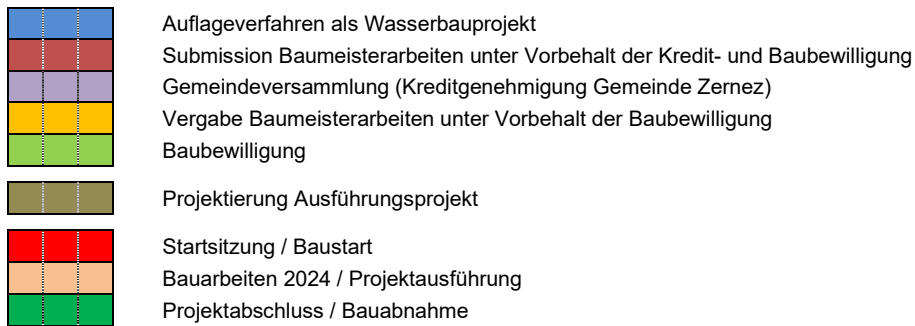 Auflageverfahren als Wasserbauprojekt
Submission Baumeisterarbeiten unter Vorbehalt der Kredit- und Baubewilligung
Gemeindeversammlung (Kreditgenehmigung Gemeinde Zernez)
Vergabe Baumeisterarbeiten unter Vorbehalt der Baubewilligung
Baubewilligung
Projektierung Ausführungsprojekt
Startsitzung / Baustart
Bauarbeiten 2024 / Projektausführung
Projektabschluss / Bauabnahme